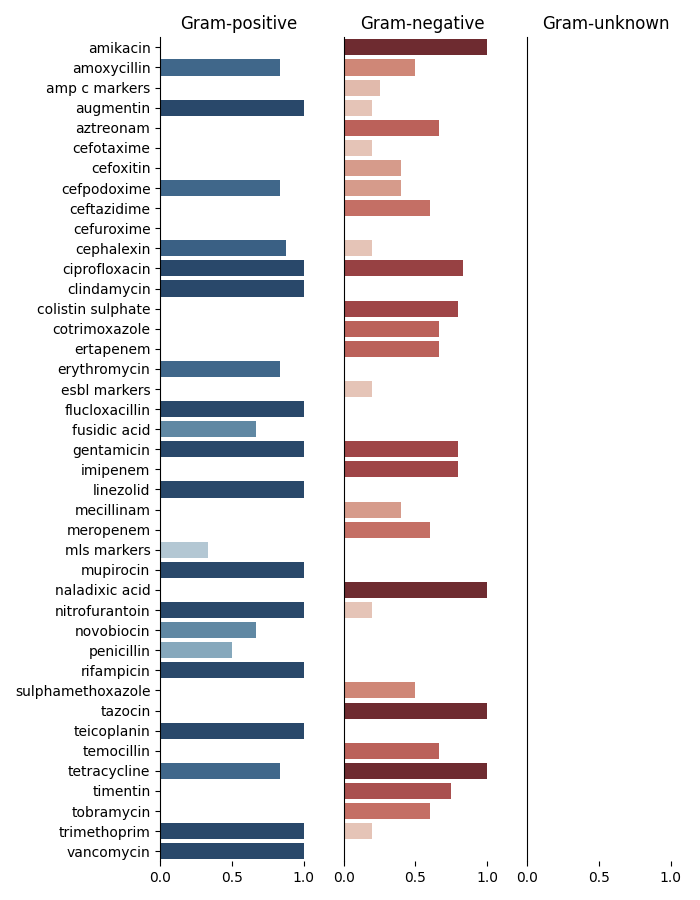 Gram-positive Gram-negative Gram-unknown
amikacin
amoxycillin
amp c markers
augmentin
aztreonam
cefotaxime
cefoxitin
cefpodoxime
ceftazidime
cefuroxime
cephalexin
ciprofloxacin
clindamycin
colistin sulphate
cotrimoxazole
ertapenem
erythromycin
esbl markers
flucloxacillin
fusidic acid
gentamicin
imipenem
linezolid
mecillinam
meropenem
mls markers
mupirocin
naladixic acid
nitrofurantoin
novobiocin
penicillin
rifampicin
sulphamethoxazole
tazocin
teicoplanin
temocillin
tetracycline
timentin
tobramycin
trimethoprim
vancomycin
0.0 0.5 1.0 0.0 0.5 1.0 0.0 0.5 1.0